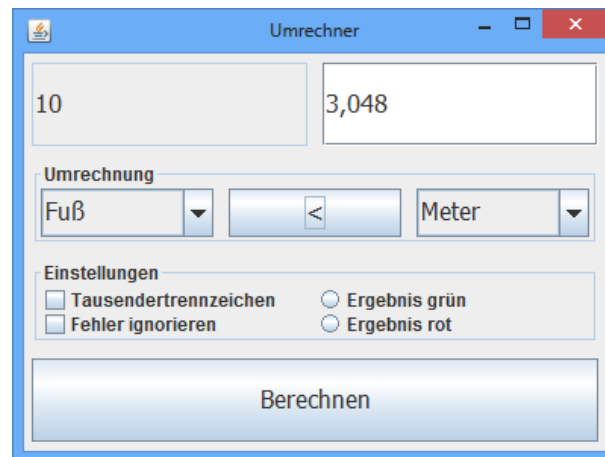 Umrechner
10 3,048
Umrechnung
Fuß < Meter
Einstellungen
Tausendertrennzeichen Ergebnis grün
Fehler ignorieren Ergebnis rot
Berechnen